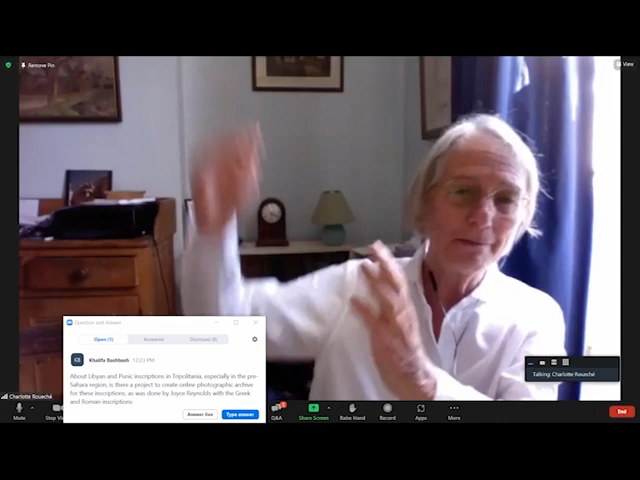 Remove Pin
View
Question and Answer
Open (1)
Answered
Dismissed (0)
KB
Khalifa Bashbash 12:23 PM
About Libyan and Punic inscriptions in Tripolitania, especially in the pre-
Sahara region, is there a project to create online photographic archive
for these inscriptions, as was done by Joyce Reynolds with the Greek
and Roman inscriptions
Answer live
Type answer
Talking: Charlotte Roueché
Charlotte Roueché
Mute
Stop Vi
Q&A
Share Screen
Raise Hand
Record
Apps
More
End